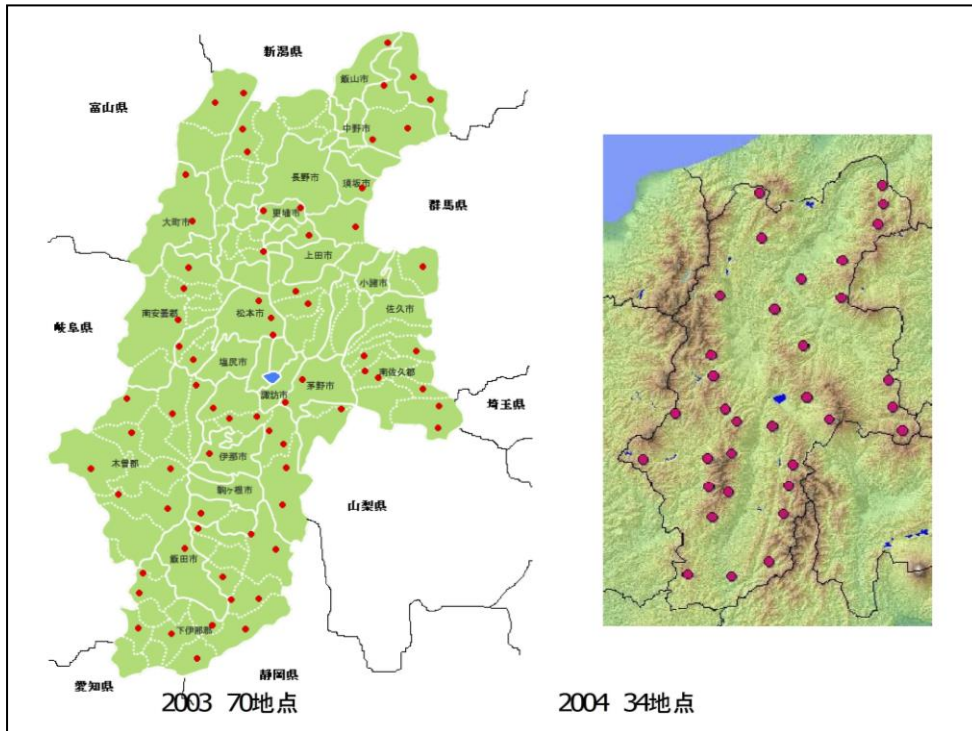 新潟県
富山県
飯山市
中野市
長野市
須坂市
群馬県
更埴市
大町市
上田市
小諸市
佐久市
南安曇郡
松本市
岐阜県
塩尻市
南佐久郡
茅野市
諏訪市
埼玉県
木曽郡
伊那市
駒ヶ根市
山梨県
飯田市
下伊那郡
静岡県
愛知県
2003 70地点
2004 34地点